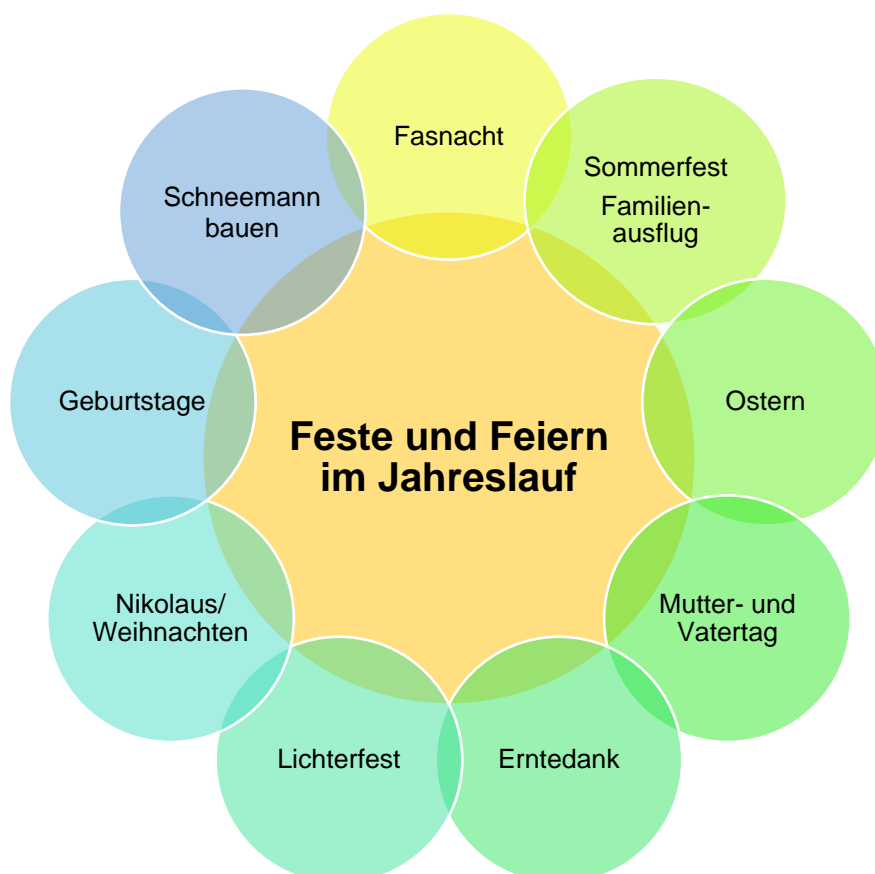 Fasnacht
Sommerfest
Familien-
ausflug
Ostern
Mutter- und
Vatertag
Erntedank
Lichterfest
Nikolaus/
Weihnachten
Geburtstage
Schneemann
bauen
Feste und Feiern
im Jahreslauf